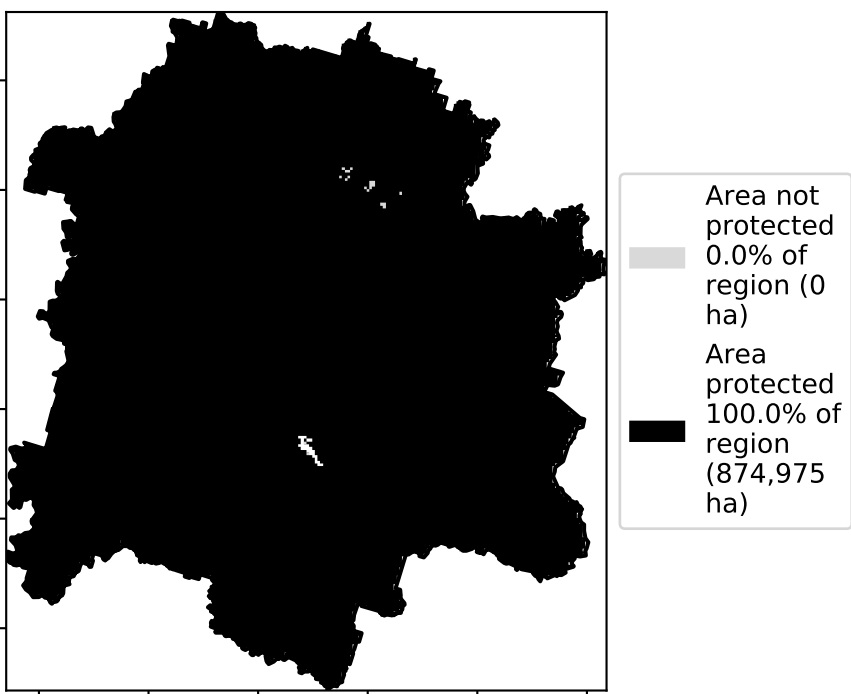 Area not
protected
0.0% of
region (0
ha)
Area
protected
100.0% of
region
(874,975
ha)